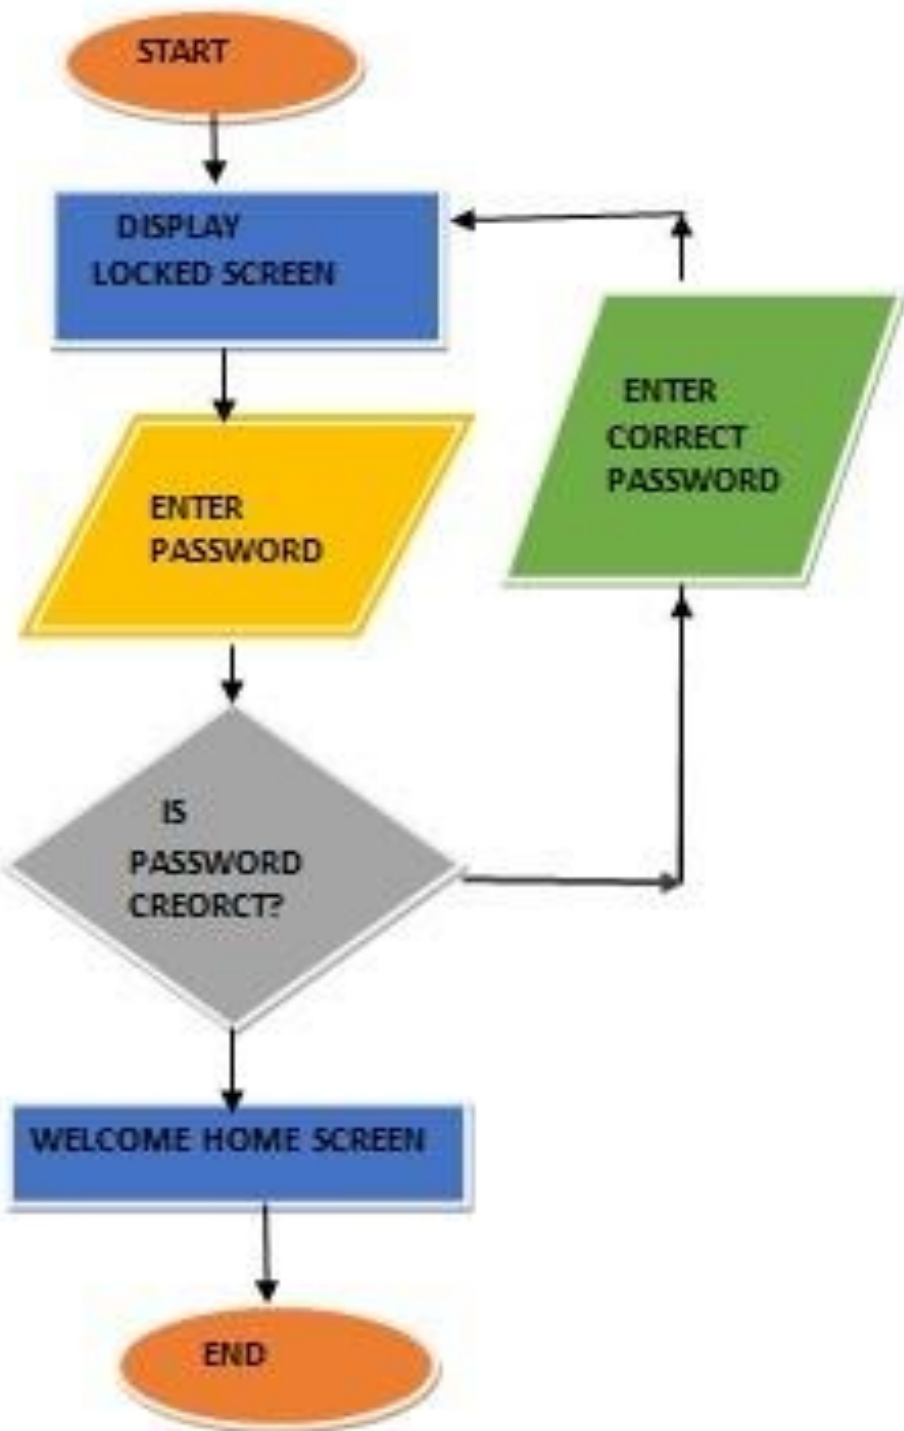 START
DISPLAY
LOCKED SCREEN
ENTER
PASSWORD
ENTER
CORRECT
PASSWORD
IS
PASSWORD
CREORCT?
WELCOME HOME SCREEN
END